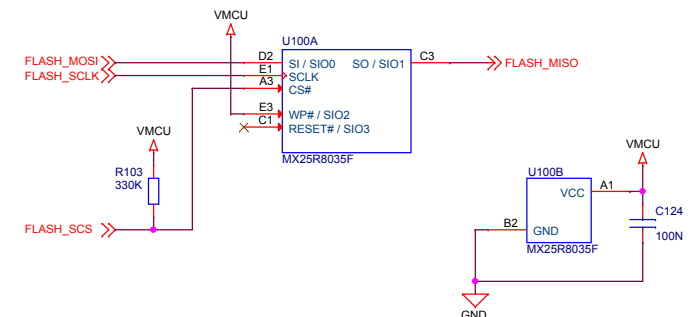 VMCU
U100A
FLASH_MOSI
D2
SI / SIO0
SO / SIO1
C3
FLASH_MISO
FLASH_SCLK
E1
SCLK
A3
CS#
E3
WP# / SIO2
C1
RESET# / SIO3
MX25R8035F
VMCU
R103
330K
FLASH_SCS
VMCU
U100B
VCC
A1
C124
100N
B2
GND
MX25R8035F
GND